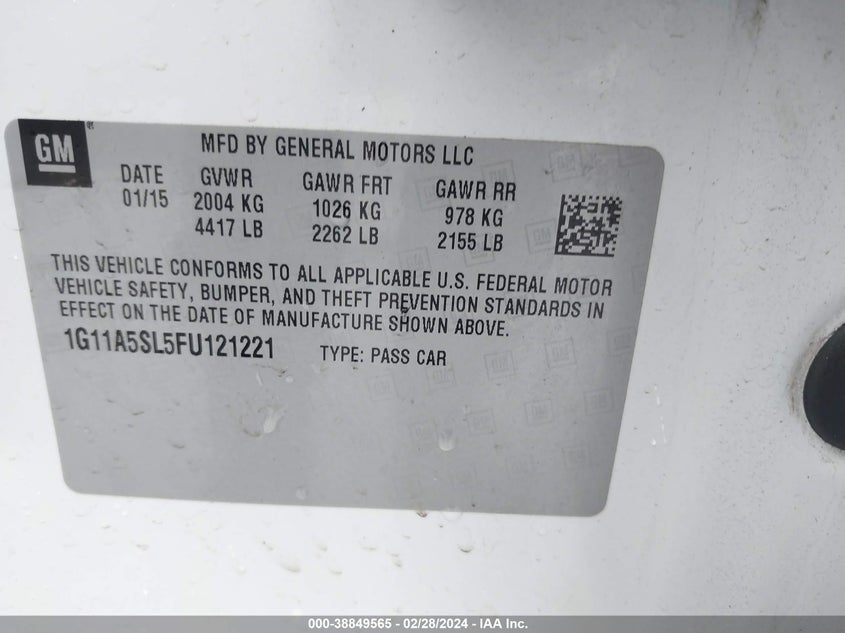 GM
MFD BY GENERAL MOTORS LLC
DATE GVWR GAWR FRT GAWR RR
01/15 2004 KG 1026 KG 978 KG
4417 LB 2262 LB 2155 LB
THIS VEHICLE CONFORMS TO ALL APPLICABLE U.S. FEDERAL MOTOR
VEHICLE SAFETY, BUMPER, AND THEFT PREVENTION STANDARDS IN
EFFECT ON THE DATE OF MANUFACTURE SHOWN ABOVE.
1G11A5SL5FU121221 TYPE: PASS CAR
000-38849565 - 02/28/2024 - IAA Inc.